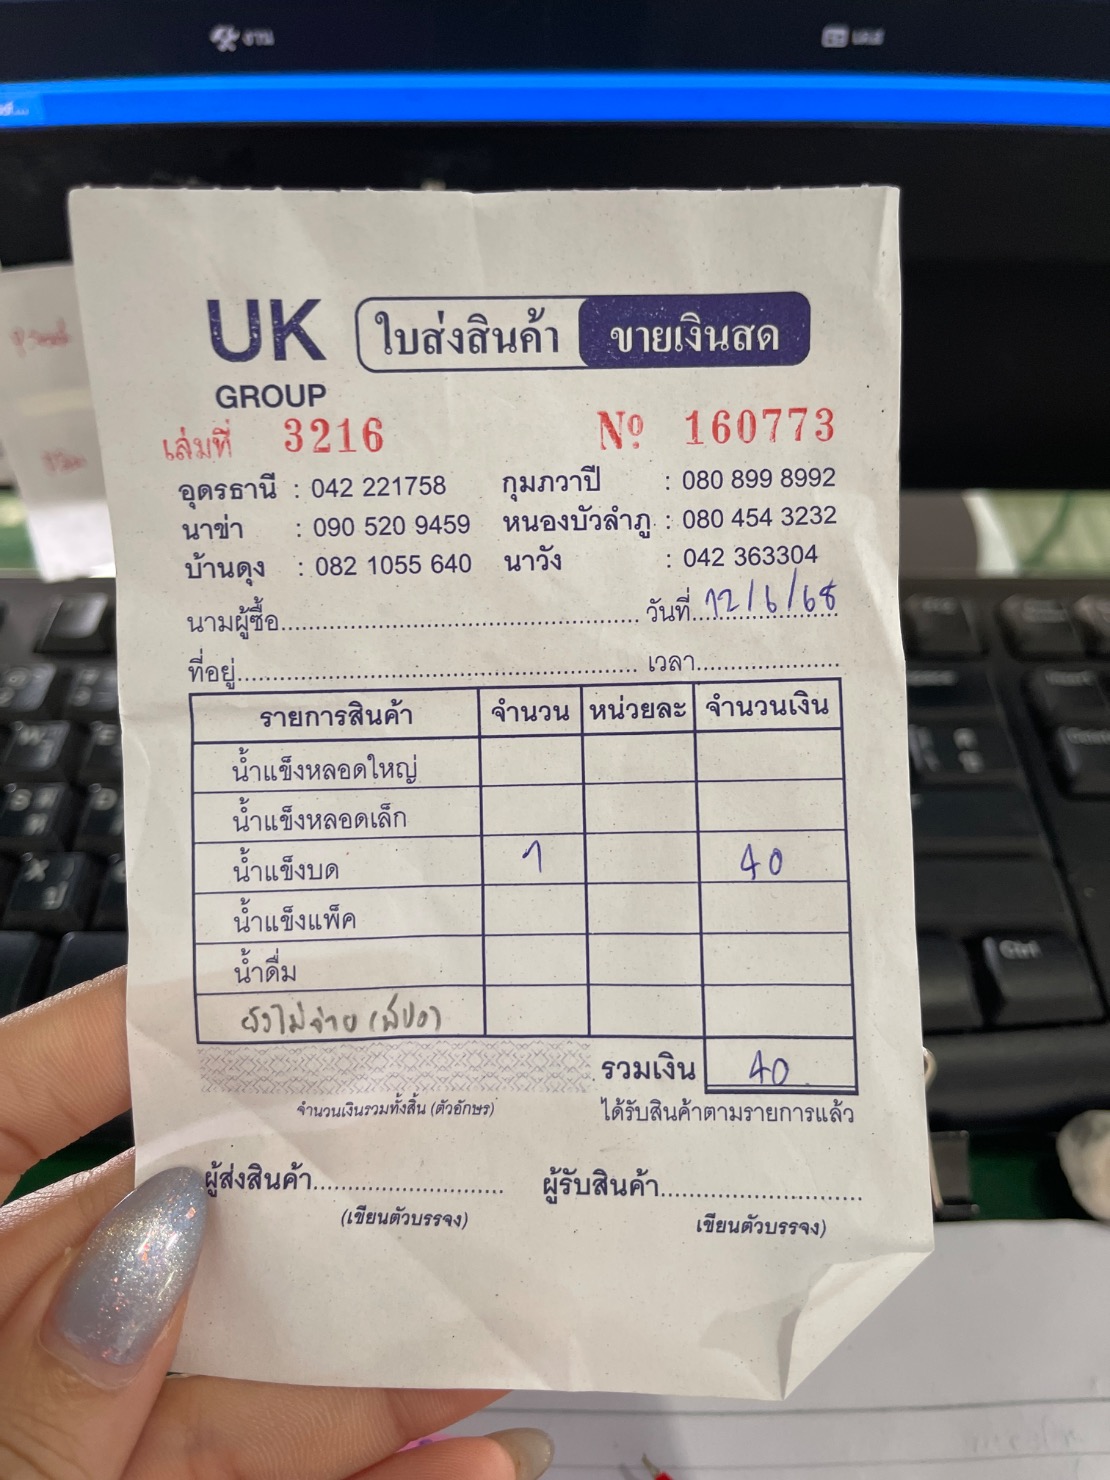 งาน
UK ใบส่งสินค้า ขายเงินสด
GROUP
เล่มที่ 3216 Nº 160773
อุดรธานี : 042 221758 กุมภวาปี : 080 899 8992
นาข่า : 090 520 9459 หนองบัวลำภู : 080 454 3232
บ้านดุง : 082 1055 640 นาวัง : 042 363304
นามผู้ซื้อ วันที่ 12/6/68
ที่อยู่ เวลา
รายการสินค้า จำนวน หน่วยละ จำนวนเงิน
น้ำแข็งหลอดใหญ่
น้ำแข็งหลอดเล็ก
น้ำแข็งบด 1 40
น้ำแข็งแพ็ค
น้ำดื่ม
ยังไม่จ่าย
รวมเงิน 40
จำนวนเงินรวมทั้งสิ้น (ตัวอักษร) ได้รับสินค้าตามรายการแล้ว
ผู้ส่งสินค้า ผู้รับสินค้า
(เขียนตัวบรรจง) เขียนตัวบรรจง)
Ctrl